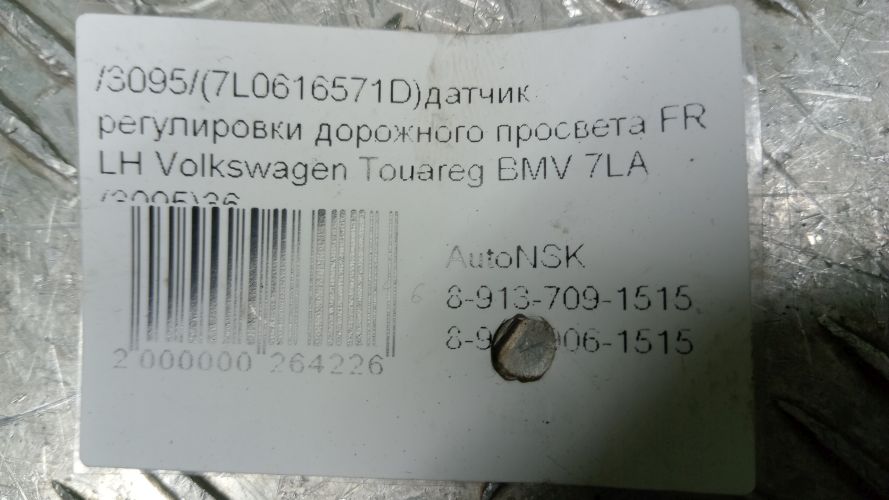 /3095/(7L0616571D)датчик
регулировки дорожного просвета FR
LH Volkswagen Touareg BMV 7LA
AutoNSK
8-913-709-1515
2 000000 264226